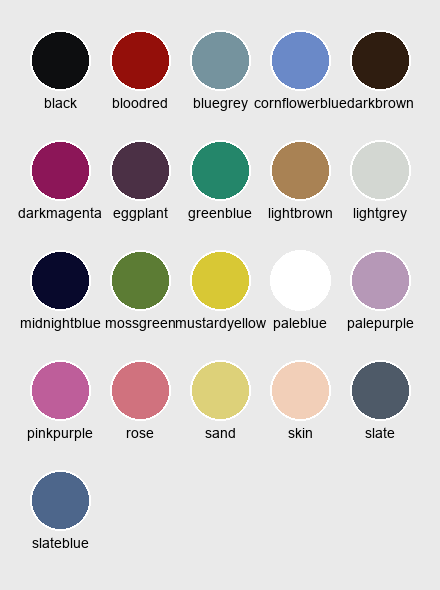 black bloodred bluegrey cornflowerblue darkbrown
darkmagenta eggplant greenblue lightbrown lightgrey
midnightblue mossgreen mustardyellow paleblue palepurple
pinkpurple rose sand skin slate
slateblue